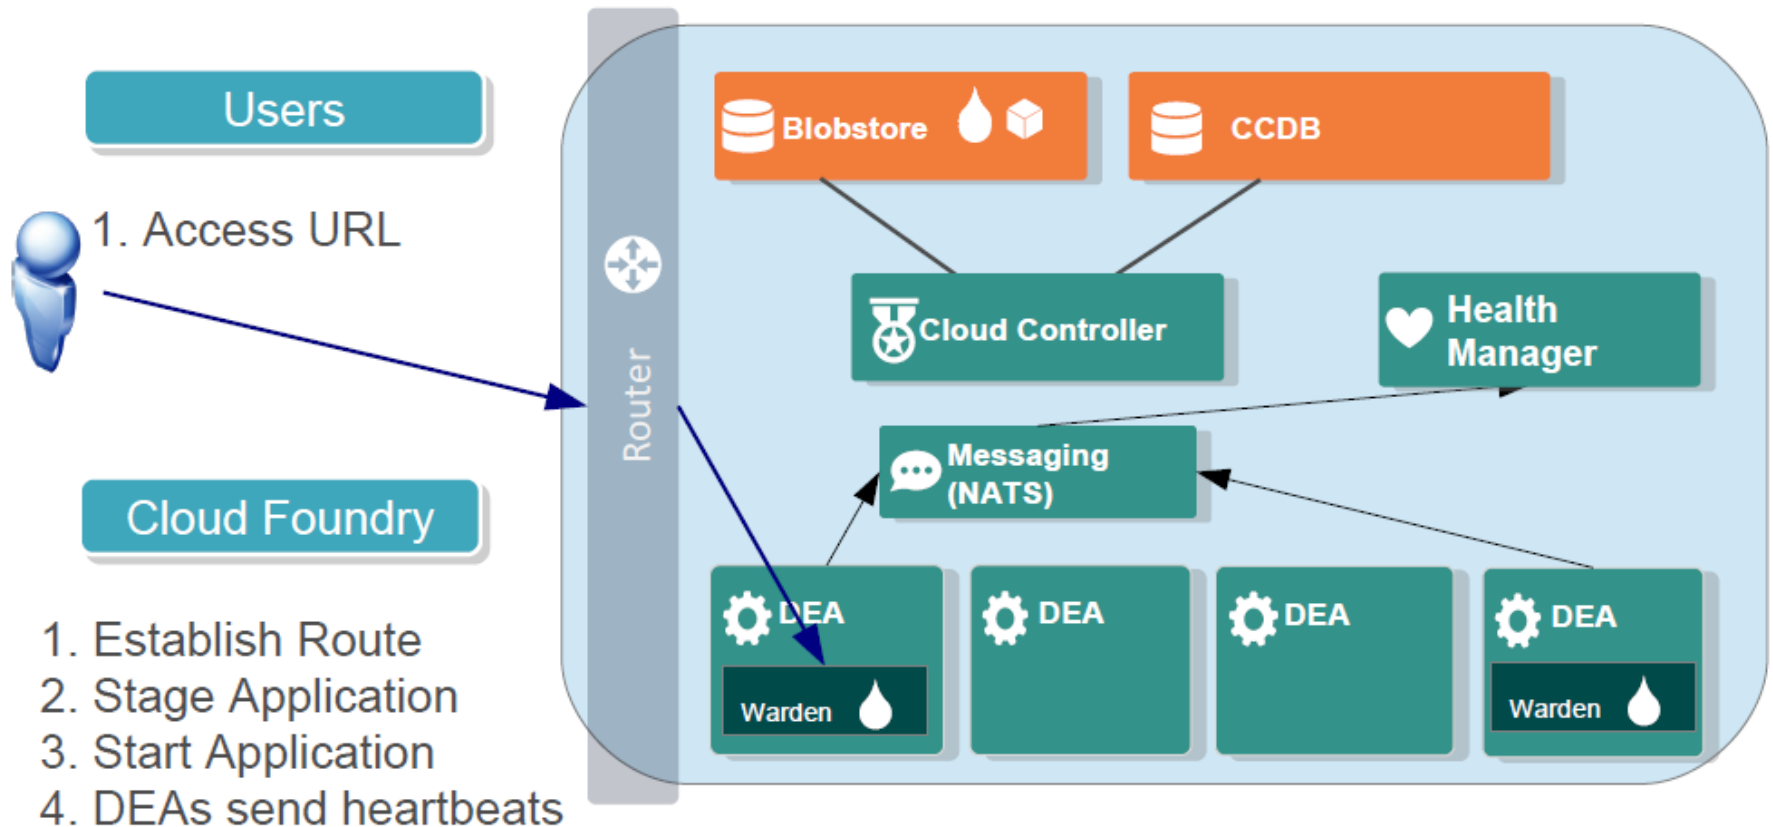 Users
1. Access URL
Cloud Foundry
1. Establish Route
2. Stage Application
3. Start Application
4. DEAs send heartbeats
Router
Blobstore
CCDB
Cloud Controller
Health
Manager
Messaging
(NATS)
DEA
Warden
DEA
DEA
DEA
Warden